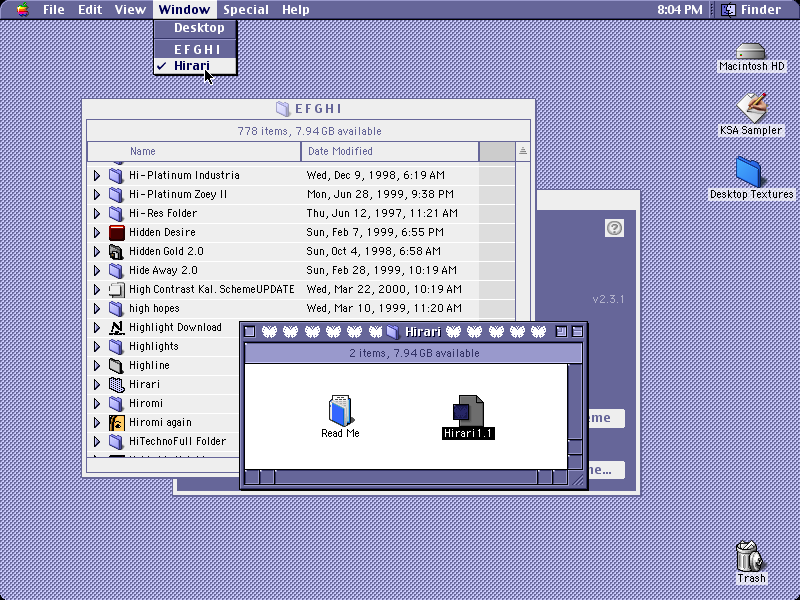 File Edit View Window Special Help 8:04 PM Finder
Desktop
E F G H I
✓ Hirari
Macintosh HD
KSA Sampler
Desktop Textures
Trash
E F G H I
778 items, 7.94 GB available
Name Date Modified
Hi-Platinum Industria Wed, Dec 9, 1998, 6:19 AM
Hi-Platinum Zoey II Mon, Jun 28, 1999, 9:38 PM
Hi-Res Folder Thu, Jun 12, 1997, 11:21 AM
Hidden Desire Sun, Feb 7, 1999, 6:55 PM
Hidden Gold 2.0 Sun, Oct 4, 1998, 6:58 AM
Hide Away 2.0 Sun, Feb 28, 1999, 10:19 AM
High Contrast Kal. SchemeUPDATE Wed, Mar 22, 2000, 10:19 AM
high hopes Wed, Mar 10, 1999, 11:20 AM
Highlight Download
Highlights
Highline
Hirari
Hiromi
Hiromi again
HiTechnoFull Folder
v2.3.1
eme
ne...
Hirari
2 items, 7.94 GB available
Read Me
Hirari1.1